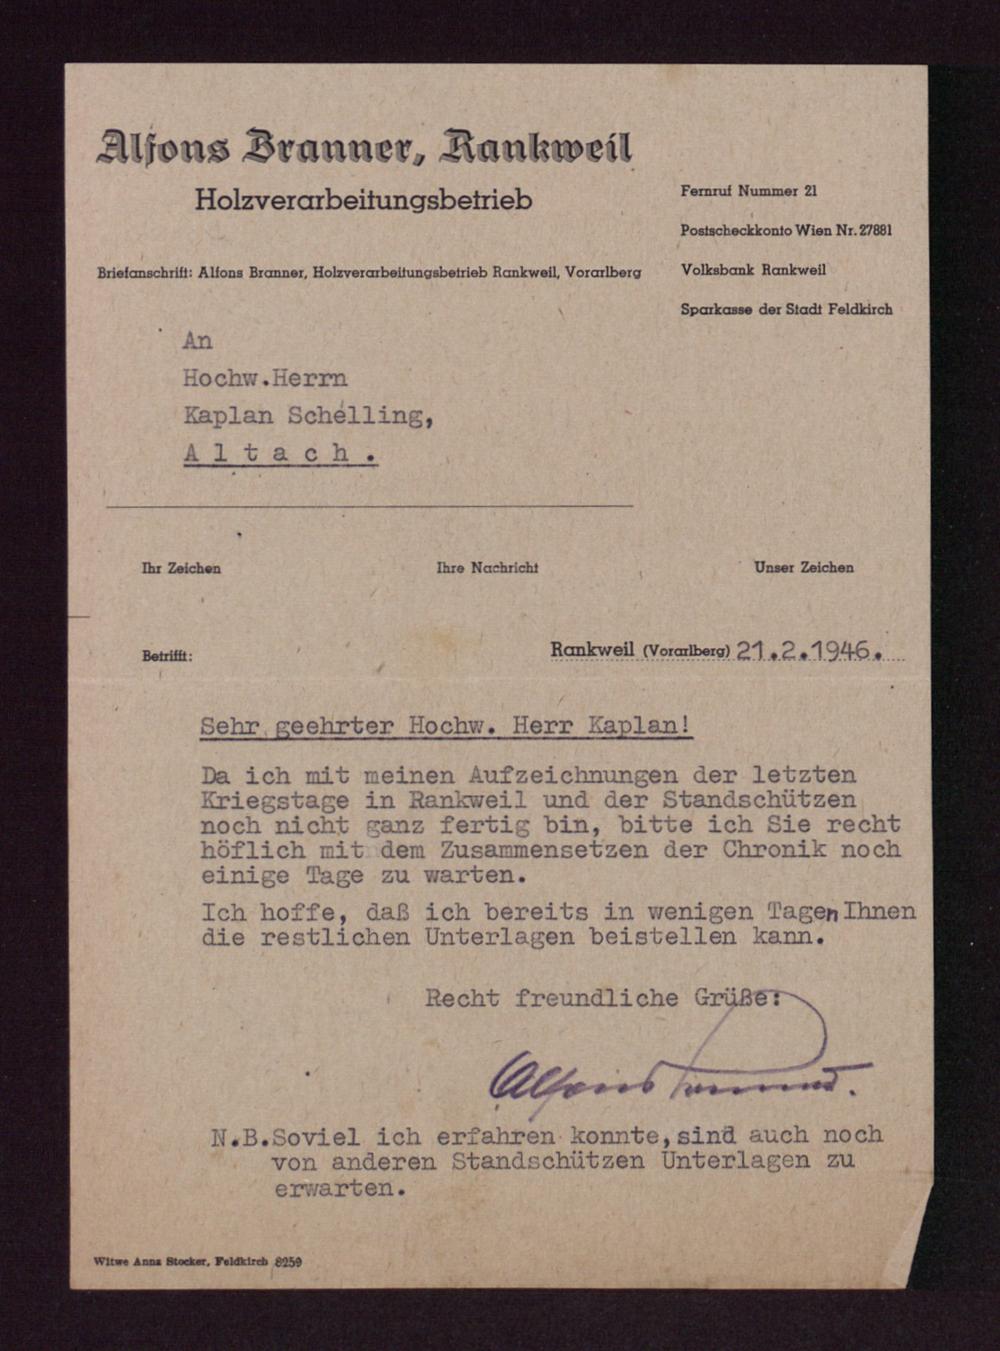 Alfons Branner, Rankweil
Holzverarbeitungsbetrieb
Fernruf Nummer 21
Postscheckkonto Wien Nr. 27881
Briefanschrift: Alfons Branner, Holzverarbeitungsbetrieb Rankweil, Vorarlberg
Volksbank Rankweil
Sparkasse der Stadt Feldkirch
An
Hochw.Herrn
Kaplan Schelling,
A l t a c h .
Ihr Zeichen
Ihre Nachricht
Unser Zeichen
Betrifft:
Rankweil (Vorarlberg) 21.2.1946.
Sehr geehrter Hochw. Herr Kaplan!
Da ich mit meinen Aufzeichnungen der letzten
Kriegstage in Rankweil und der Standschützen
noch nicht ganz fertig bin, bitte ich Sie recht
höflich mit dem Zusammensetzen der Chronik noch
einige Tage zu warten.
Ich hoffe, daß ich bereits in wenigen Tagen Ihnen
die restlichen Unterlagen beistellen kann.
Recht freundliche Grüße:
Alfons Branner.
N.B.Soviel ich erfahren konnte, sind auch noch
von anderen Standschützen Unterlagen zu
erwarten.
Witwe Anna Stocker, Feldkirch 8259